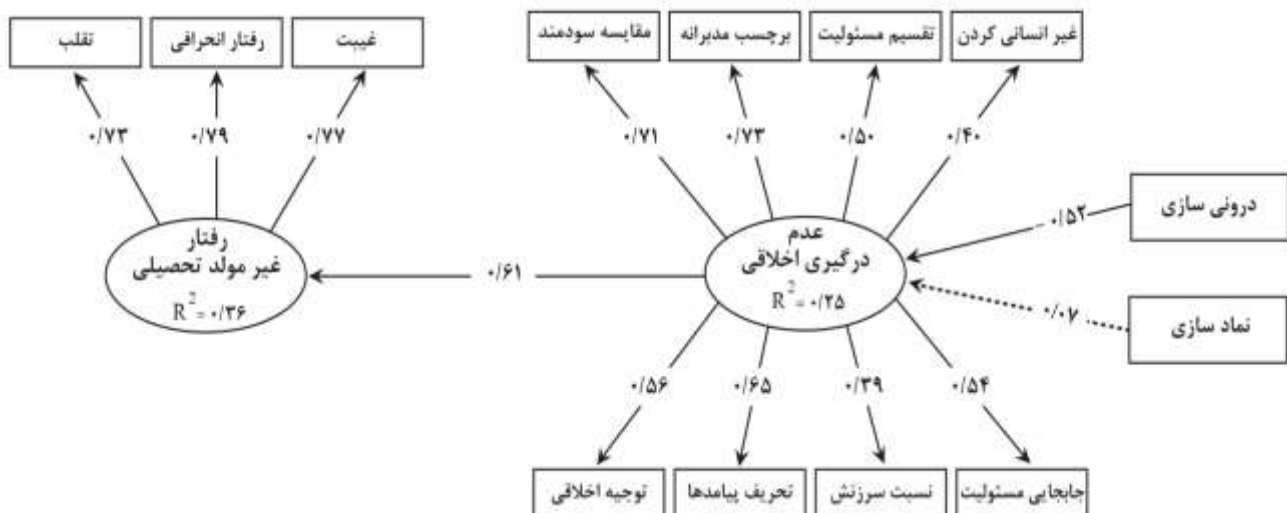 غیر انسانی کردن
تقسیم مسئولیت
برچسب مدبرانه
مقایسه سودمند
غیبت
رفتار انحرافی
تقلب
۰/۴۰
۰/۵۰
۰/۷۳
۰/۷۱
۰/۷۷
۰/۷۹
۰/۷۳
درونی سازی
۰/۵۲
عدم
درگیری اخلاقی
R² = ۰/۲۵
۰/۶۱
رفتار
غیر مولد تحصیلی
R² = ۰/۳۶
نماد سازی
۰/۰۷
۰/۵۴
۰/۳۹
۰/۶۵
۰/۵۶
جابجایی مسئولیت
نسبت سرزنش
تحریف پیامدها
توجیه اخلاقی